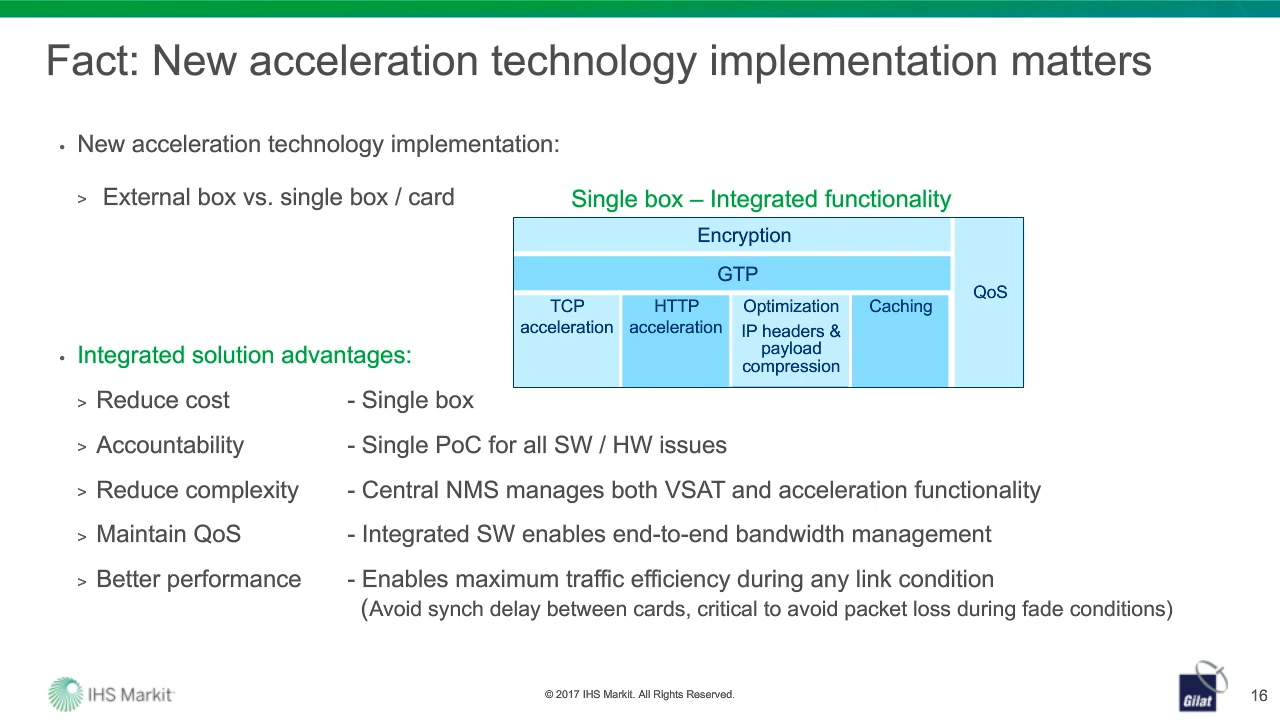 Fact: New acceleration technology implementation matters
• New acceleration technology implementation:
> External box vs. single box / card
Single box – Integrated functionality
Encryption
GTP
QoS
TCP
acceleration
HTTP
acceleration
Optimization
IP headers &
payload
compression
Caching
• Integrated solution advantages:
> Reduce cost - Single box
> Accountability - Single PoC for all SW / HW issues
> Reduce complexity - Central NMS manages both VSAT and acceleration functionality
> Maintain QoS - Integrated SW enables end-to-end bandwidth management
> Better performance - Enables maximum traffic efficiency during any link condition
(Avoid synch delay between cards, critical to avoid packet loss during fade conditions)
IHS Markit
© 2017 IHS Markit. All Rights Reserved.
Gilat
16